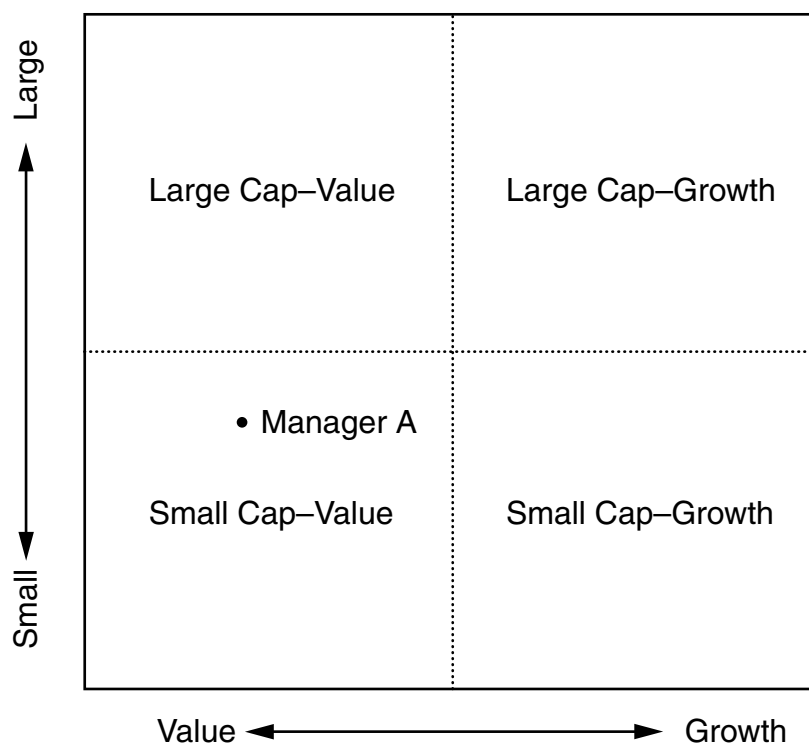 Large
Large Cap–Value
Large Cap–Growth
• Manager A
Small Cap–Value
Small Cap–Growth
Small
Value
Growth